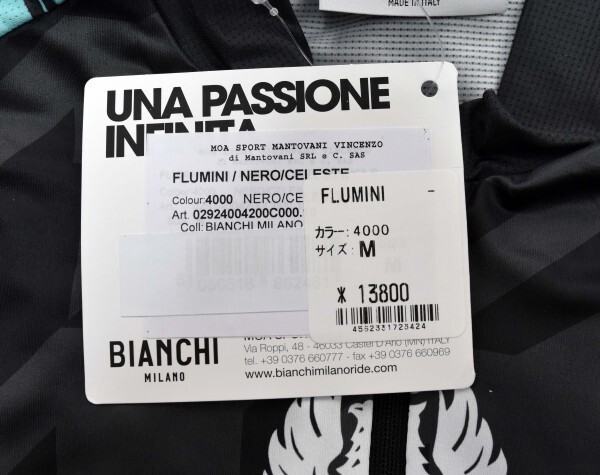 MADE IN ITALY
UNA PASSIONE
INFINITA
MOA SPORT MANTOVANI VINCENZO
di Mantovani SRL e C. SAS
FLUMINI / NERO/CELESTE
Colour:4000 NERO/CE
Art. 02924004200C000.
Coll: BIANCHI MILANO
FLUMINI -
カラー: 4000
サイズ: M
¥ 13800
4562331723424
BIANCHI
MILANO
Via Roppi, 48 - 46033 Castel D'Ario (MN) ITALY
tel. +39 0376 660777 - fax +39 0376 660969
www.bianchimilanoride.com